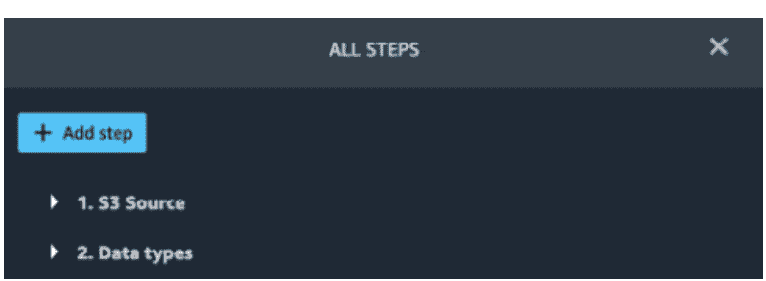 ALL STEPS
+ Add step
1. S3 Source
2. Data types